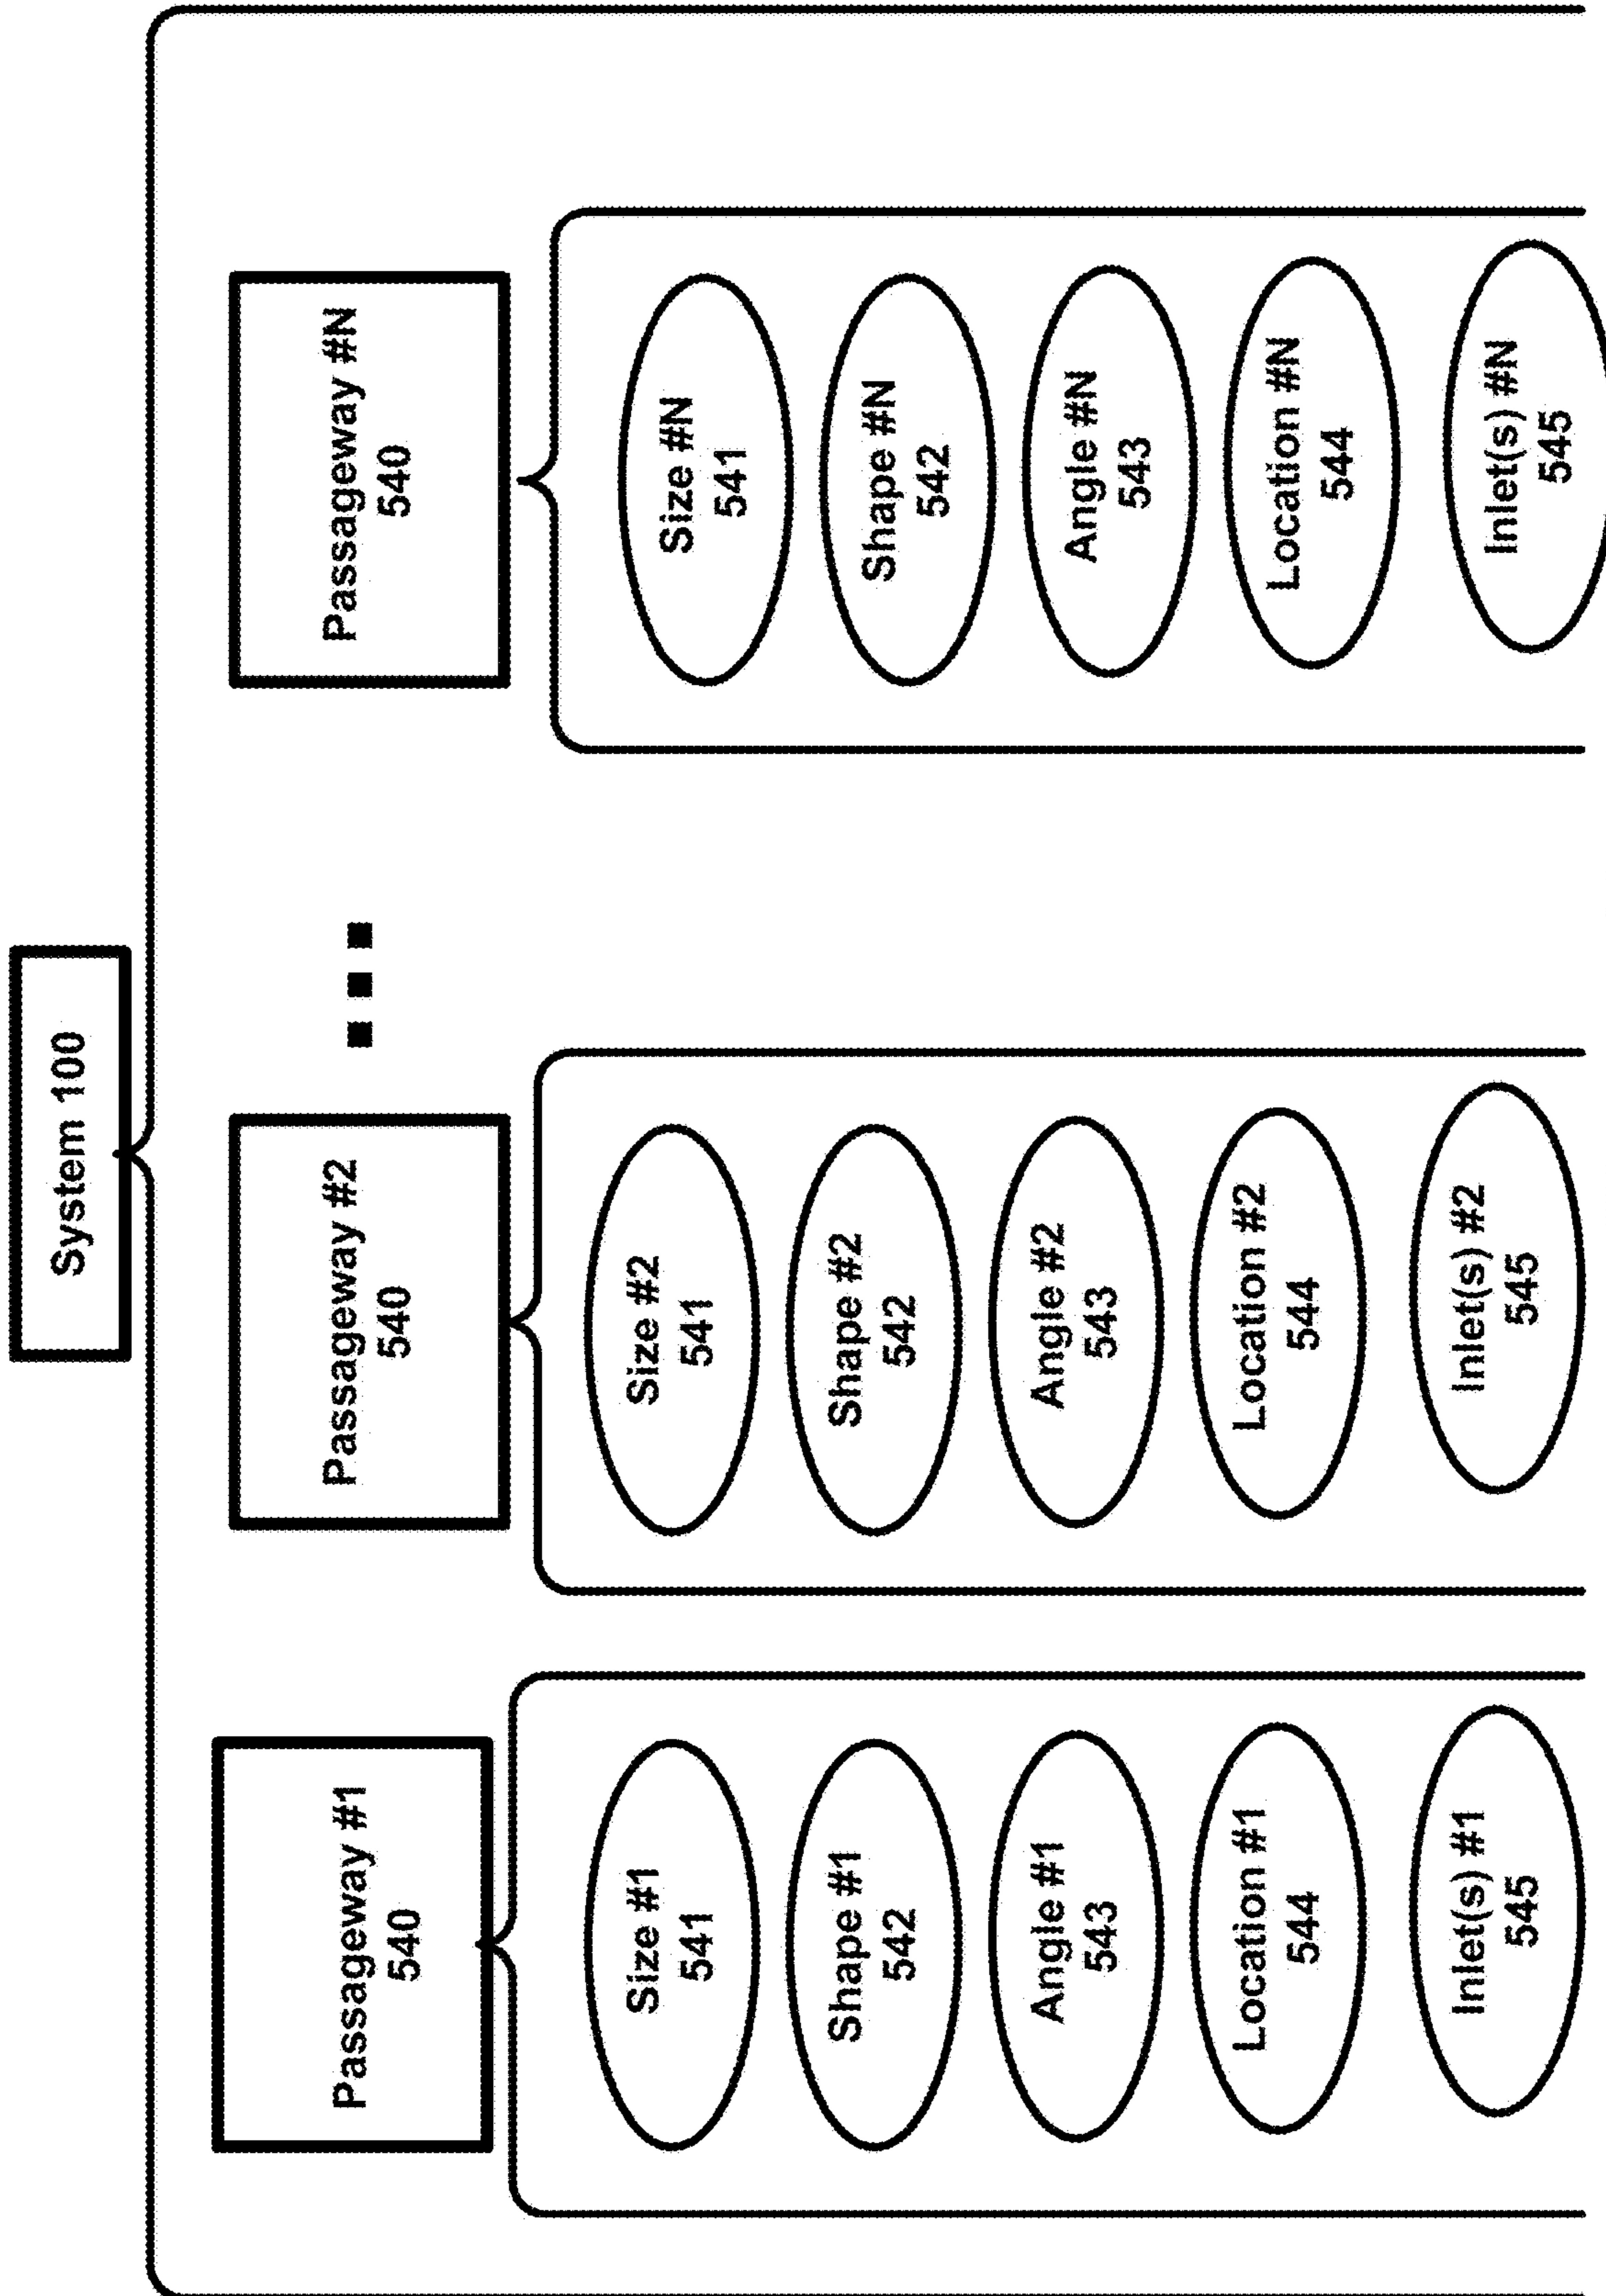 System 100
Passageway #1
540
Passageway #2
540
Passageway #N
540
Size #1
541
Size #2
541
Size #N
541
Shape #1
542
Shape #2
542
Shape #N
542
Angle #1
543
Angle #2
543
Angle #N
543
Location #1
544
Location #2
544
Location #N
544
Inlet(s) #1
545
Inlet(s) #2
545
Inlet(s) #N
545